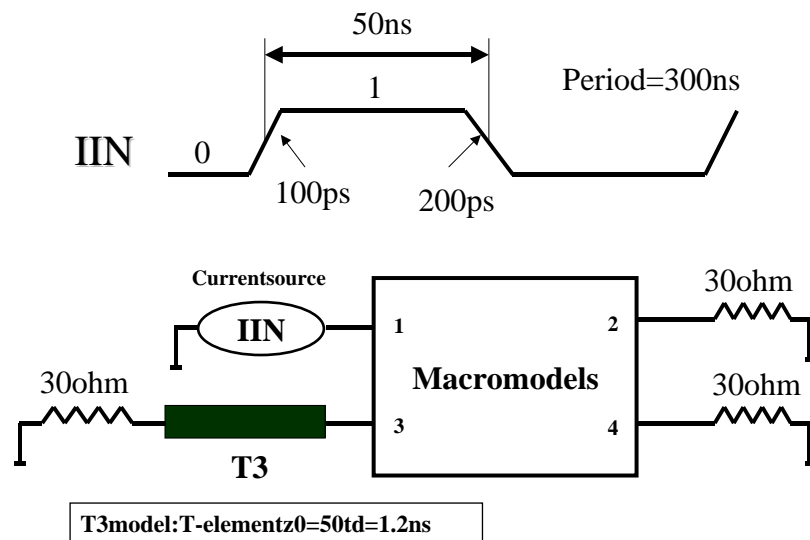 50ns
Period=300ns
1
IIN
0
100ps
200ps
Currentsource
IIN
1
2
30ohm
Macromodels
30ohm
30ohm
3
4
T3
T3model:T-elementz0=50td=1.2ns